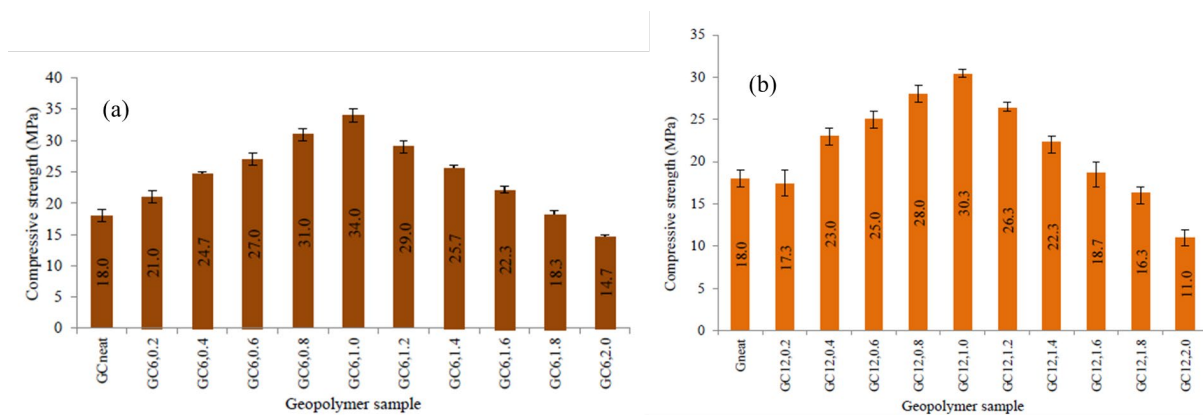 (a)
Compressive strength (MPa)
40
35
30
25
20
15
10
5
0
18.0
21.0
24.7
27.0
31.0
34.0
29.0
25.7
22.3
18.3
14.7
GCneat
GC6,0.2
GC6,0.4
GC6,0.6
GC6,0.8
GC6,1.0
GC6,1.2
GC6,1.4
GC6,1.6
GC6,1.8
GC6,2.0
Geopolymer sample
(b)
Compressive strength (MPa)
35
30
25
20
15
10
5
0
18.0
17.3
23.0
25.0
28.0
30.3
26.3
22.3
18.7
16.3
11.0
Gneat
GC12,0.2
GC12,0.4
GC12,0.6
GC12,0.8
GC12,1.0
GC12,1.2
GC12,1.4
GC12,1.6
GC12,1.8
GC12,2.0
Geopolymer sample